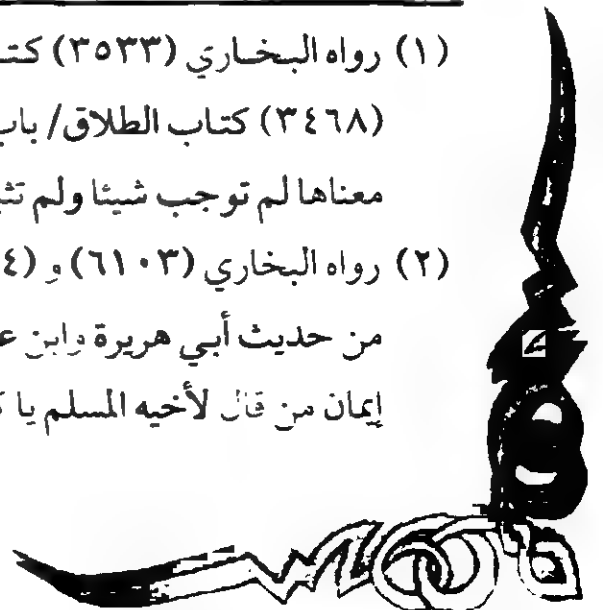 (١) رواه البخاري (٣٥٣٣) كتـ
(٣٤٦٨) كتاب الطلاق/ باب
معناها لم توجب شيئا ولم تثـ
(٢) رواه البخاري (٦١٠٣) و (٤
من حديث أبي هريرة وابن عـ
إيمان من قال لأخيه المسلم يا كـ